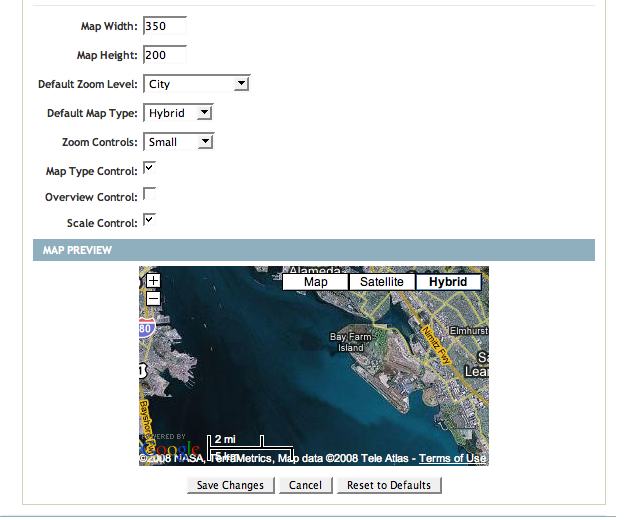 Map Width: 350
Map Height: 200
Default Zoom Level: City
Default Map Type: Hybrid
Zoom Controls: Small
Map Type Control:
Overview Control:
Scale Control:
MAP PREVIEW
Alameda
+ Map Satellite Hybrid
-
80
Nimitz Fwy
Elmhurst
Bay Farm
Island
Sa
Lea
Bayshore
POWERED BY
Google
2 mi
5 km
©2008 NASA, TerraMetrics, Map data ©2008 Tele Atlas - Terms of Use
Save Changes Cancel Reset to Defaults